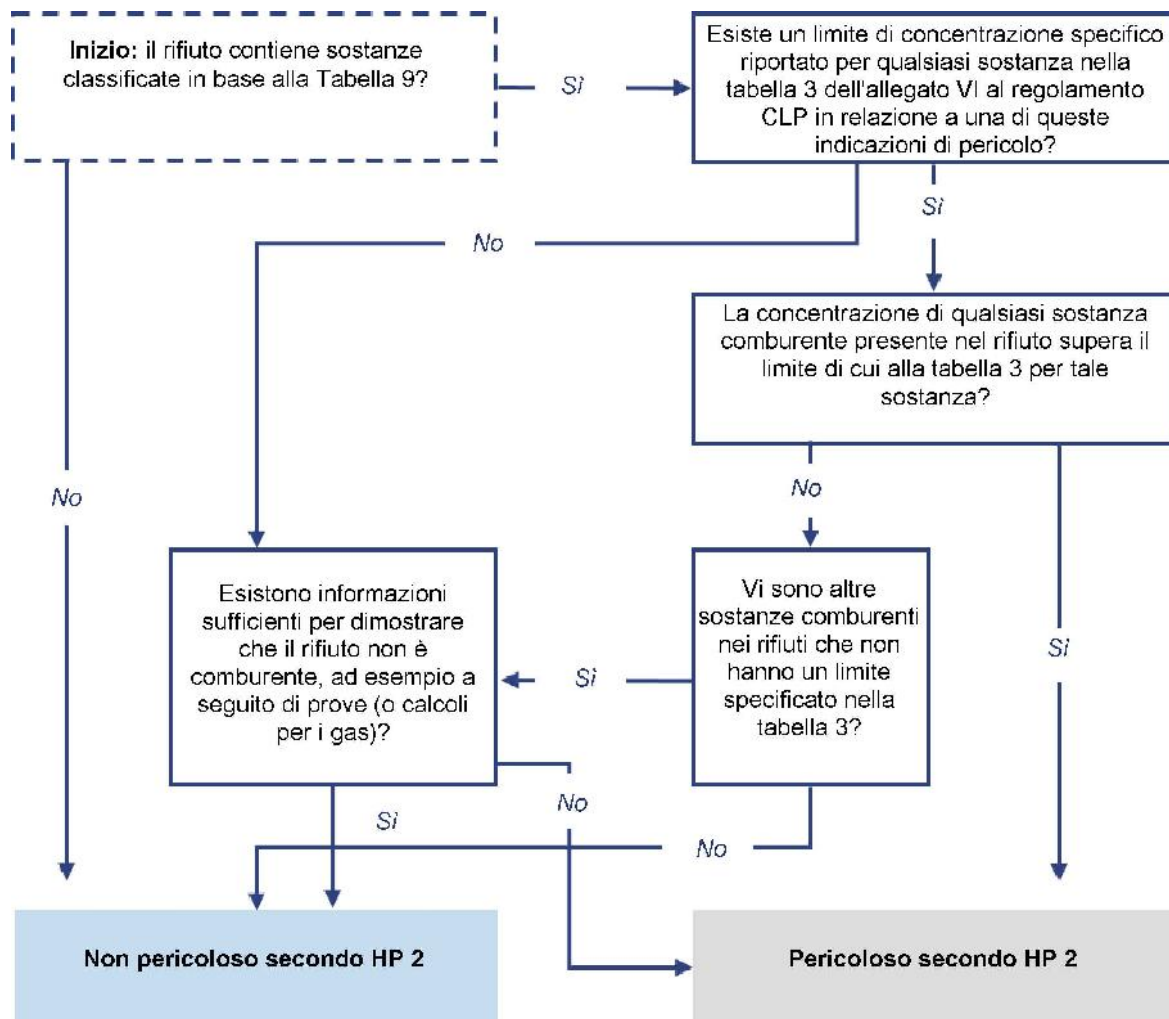 Inizio: il rifiuto contiene sostanze
classificate in base alla Tabella 9?
Sì
Esiste un limite di concentrazione specifico
riportato per qualsiasi sostanza nella
tabella 3 dell'allegato VI al regolamento
CLP in relazione a una di queste
indicazioni di pericolo?
No
Sì
La concentrazione di qualsiasi sostanza
comburente presente nel rifiuto supera il
limite di cui alla tabella 3 per tale
sostanza?
No
No
Sì
Esistono informazioni
sufficienti per dimostrare
che il rifiuto non è
comburente, ad esempio a
seguito di prove (o calcoli
per i gas)?
Sì
Vi sono altre
sostanze comburenti
nei rifiuti che non
hanno un limite
specificato nella
tabella 3?
No
Sì
No
Non pericoloso secondo HP 2
Pericoloso secondo HP 2